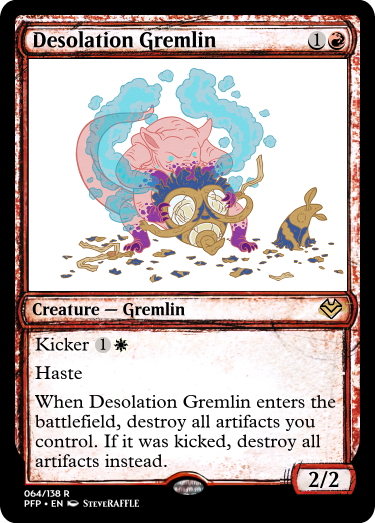 Desolation Gremlin 1
Creature — Gremlin
Kicker 1
Haste
When Desolation Gremlin enters the
battlefield, destroy all artifacts you
control. If it was kicked, destroy all
artifacts instead.
2/2
064/138 R
PFP • EN SteveRaffle